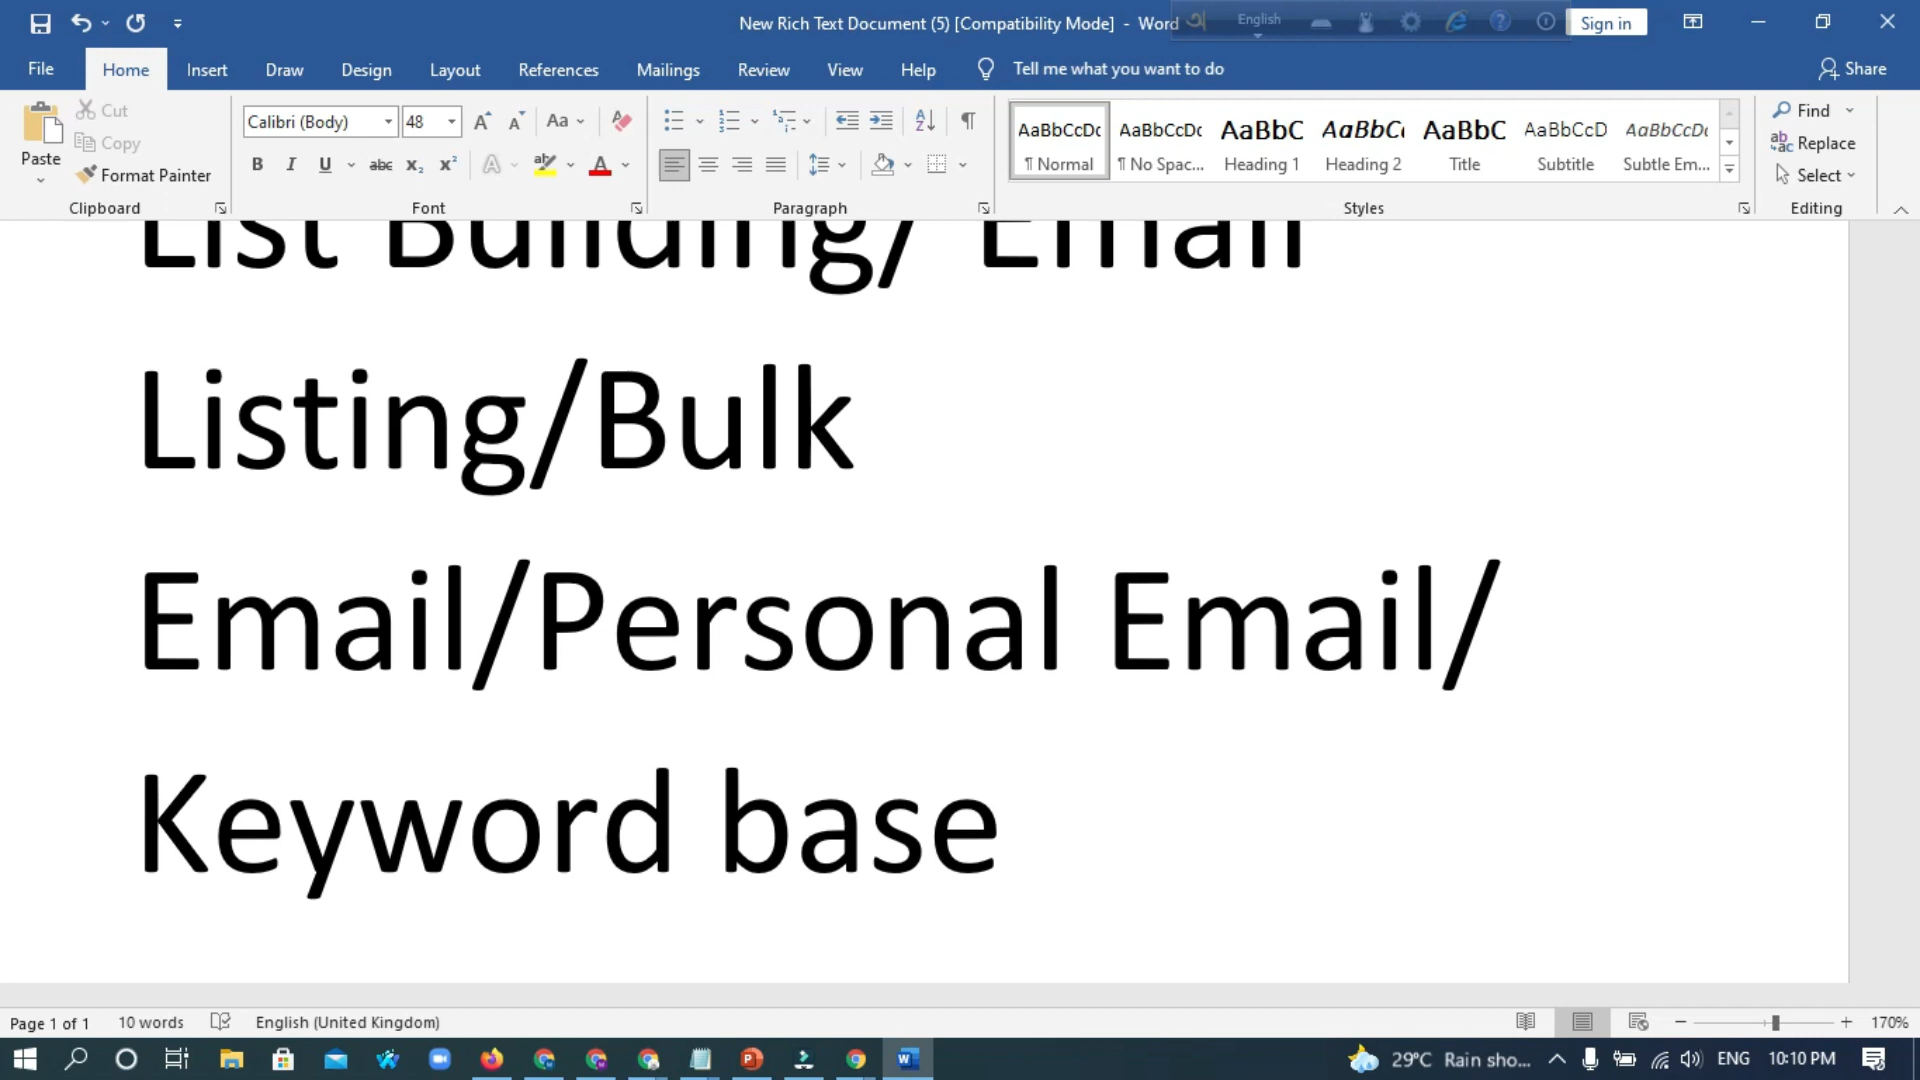 New Rich Text Document (5) [Compatibility Mode] - Word
English
Sign in
File Home Insert Draw Design Layout References Mailings Review View Help Tell me what you want to do Share
Paste
Cut
Copy
Format Painter
Clipboard
Calibri (Body) 48
Font
Paragraph
AaBbCcDc AaBbCcDc AaBbC AaBbCc AaBbC AaBbCcD AaBbCcDc
¶ Normal ¶ No Spac... Heading 1 Heading 2 Title Subtitle Subtle Em...
Styles
Find
Replace
Select
Editing
List Building/ Email
Listing/Bulk
Email/Personal Email/
Keyword base
Page 1 of 1 10 words English (United Kingdom) 170%
29°C Rain sho... ENG 10:10 PM